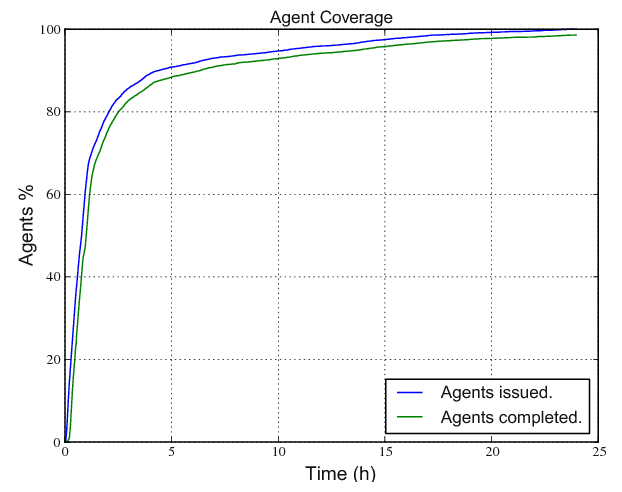 Agent Coverage
100
80
60
40
20
0
Agents %
0 5 10 15 20 25
Time (h)
Agents issued.
Agents completed.